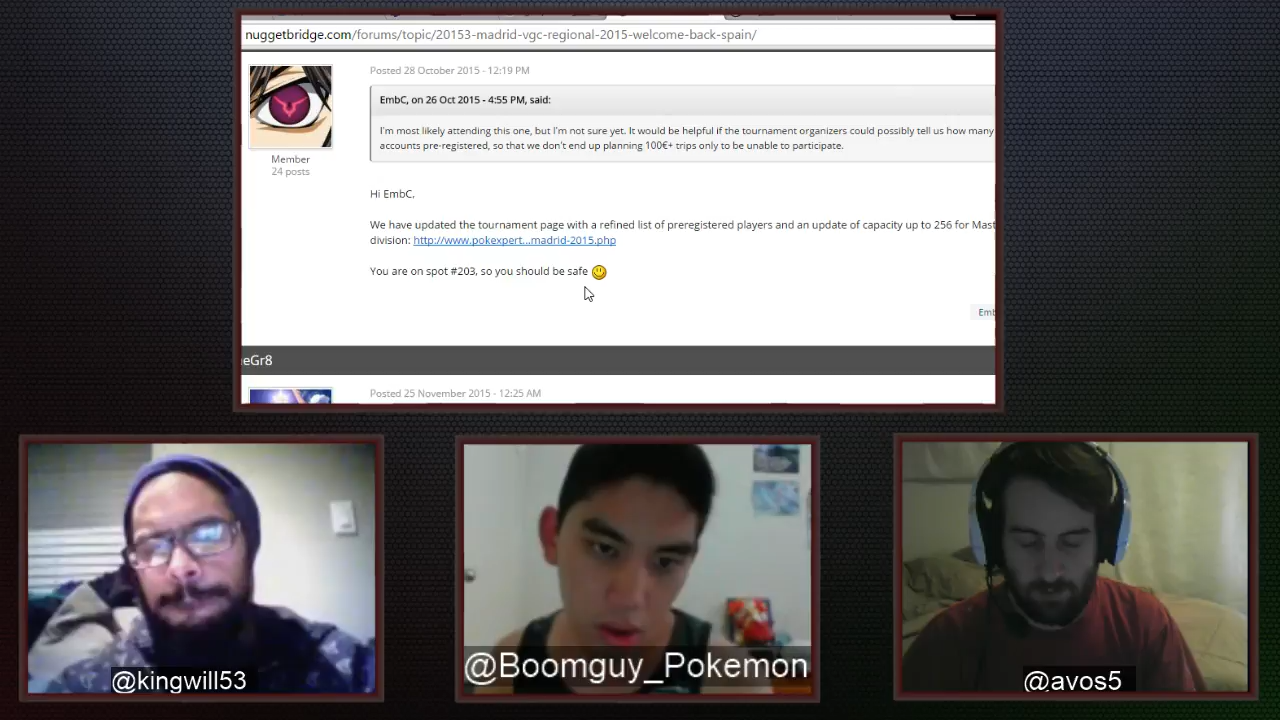 nuggetbridge.com/forums/topic/20153-madrid-vgc-regional-2015-welcome-back-spain/
Posted 28 October 2015 - 12:19 PM
EmbC, on 26 Oct 2015 - 4:55 PM, said:
I'm most likely attending this one, but I'm not sure yet. It would be helpful if the tournament organizers could possibly tell us how many
accounts pre-registered, so that we don't end up planning 100€+ trips only to be unable to participate.
Member
24 posts
Hi EmbC,
We have updated the tournament page with a refined list of preregistered players and an update of capacity up to 256 for Mast
division: http://www.pokexpert...madrid-2015.php
You are on spot #203, so you should be safe
Emb
eGr8
Posted 25 November 2015 - 12:25 AM
@kingwill53
@Boomguy_Pokemon
@avos5